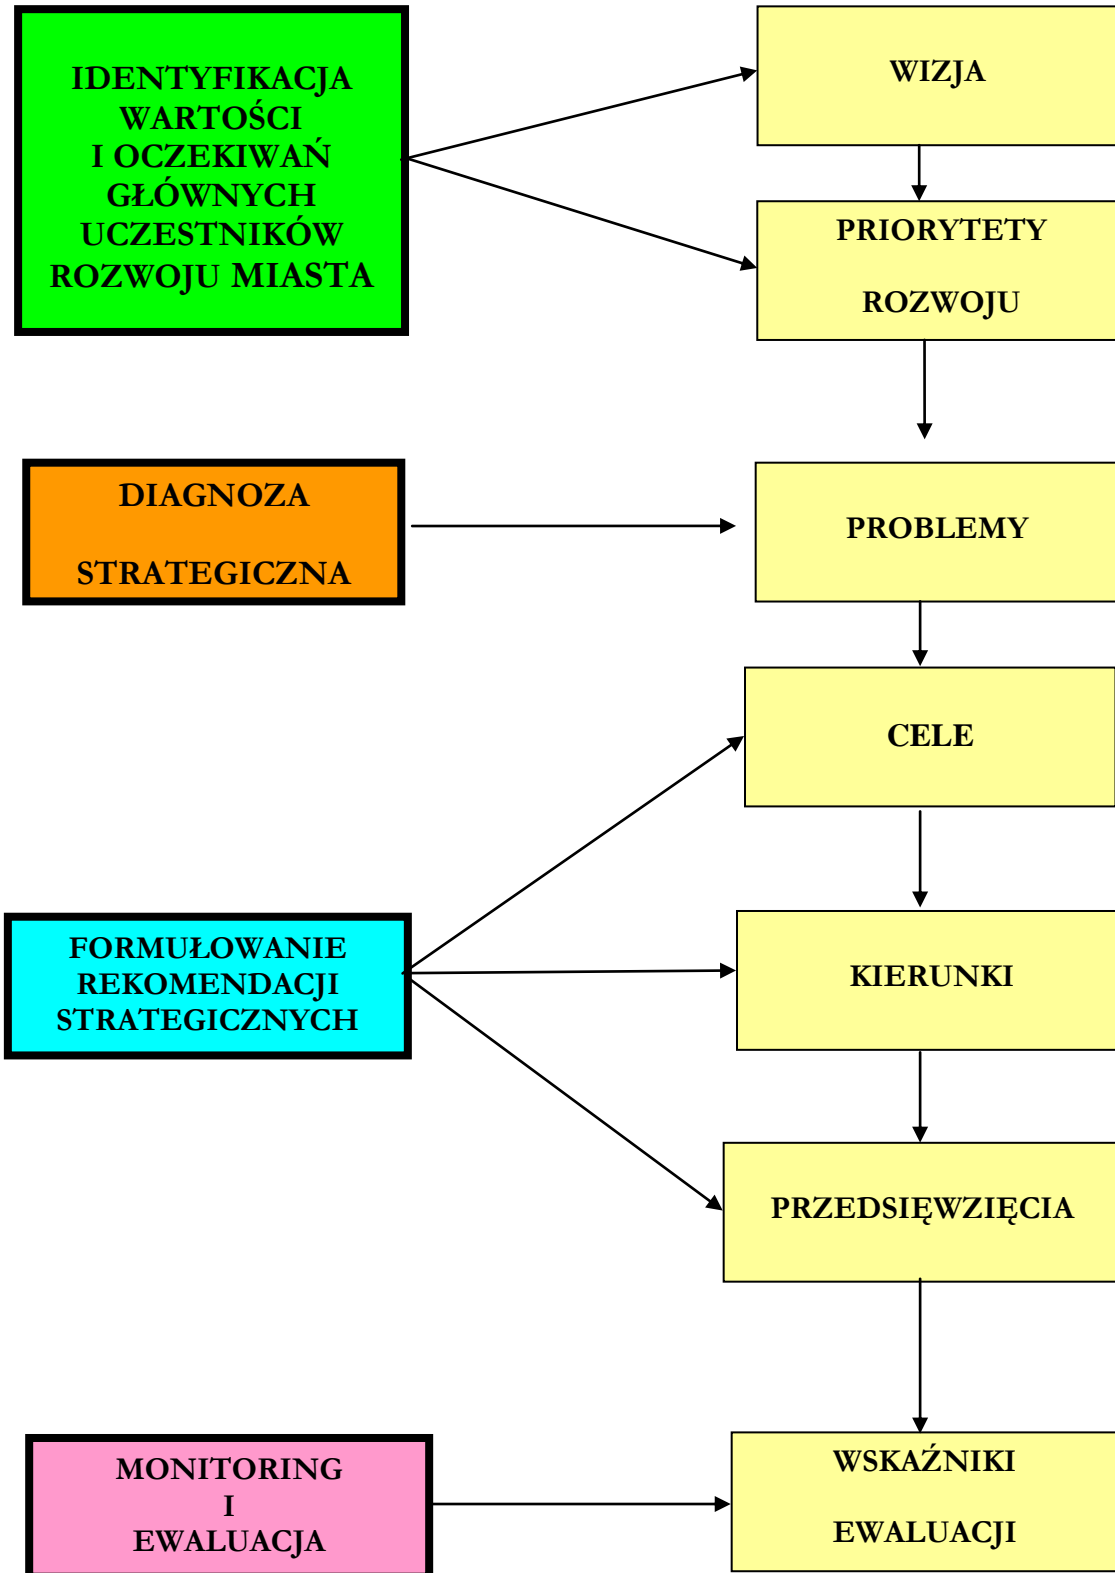 IDENTYFIKACJA
WARTOŚCI
I OCZEKIWAŃ
GŁÓWNYCH
UCZESTNIKÓW
ROZWOJU MIASTA
WIZJA
PRIORYTETY
ROZWOJU
DIAGNOZA
STRATEGICZNA
PROBLEMY
CELE
FORMUŁOWANIE
REKOMENDACJI
STRATEGICZNYCH
KIERUNKI
PRZEDSIĘWZIĘCIA
MONITORING
I
EWALUACJA
WSKAŹNIKI
EWALUACJI